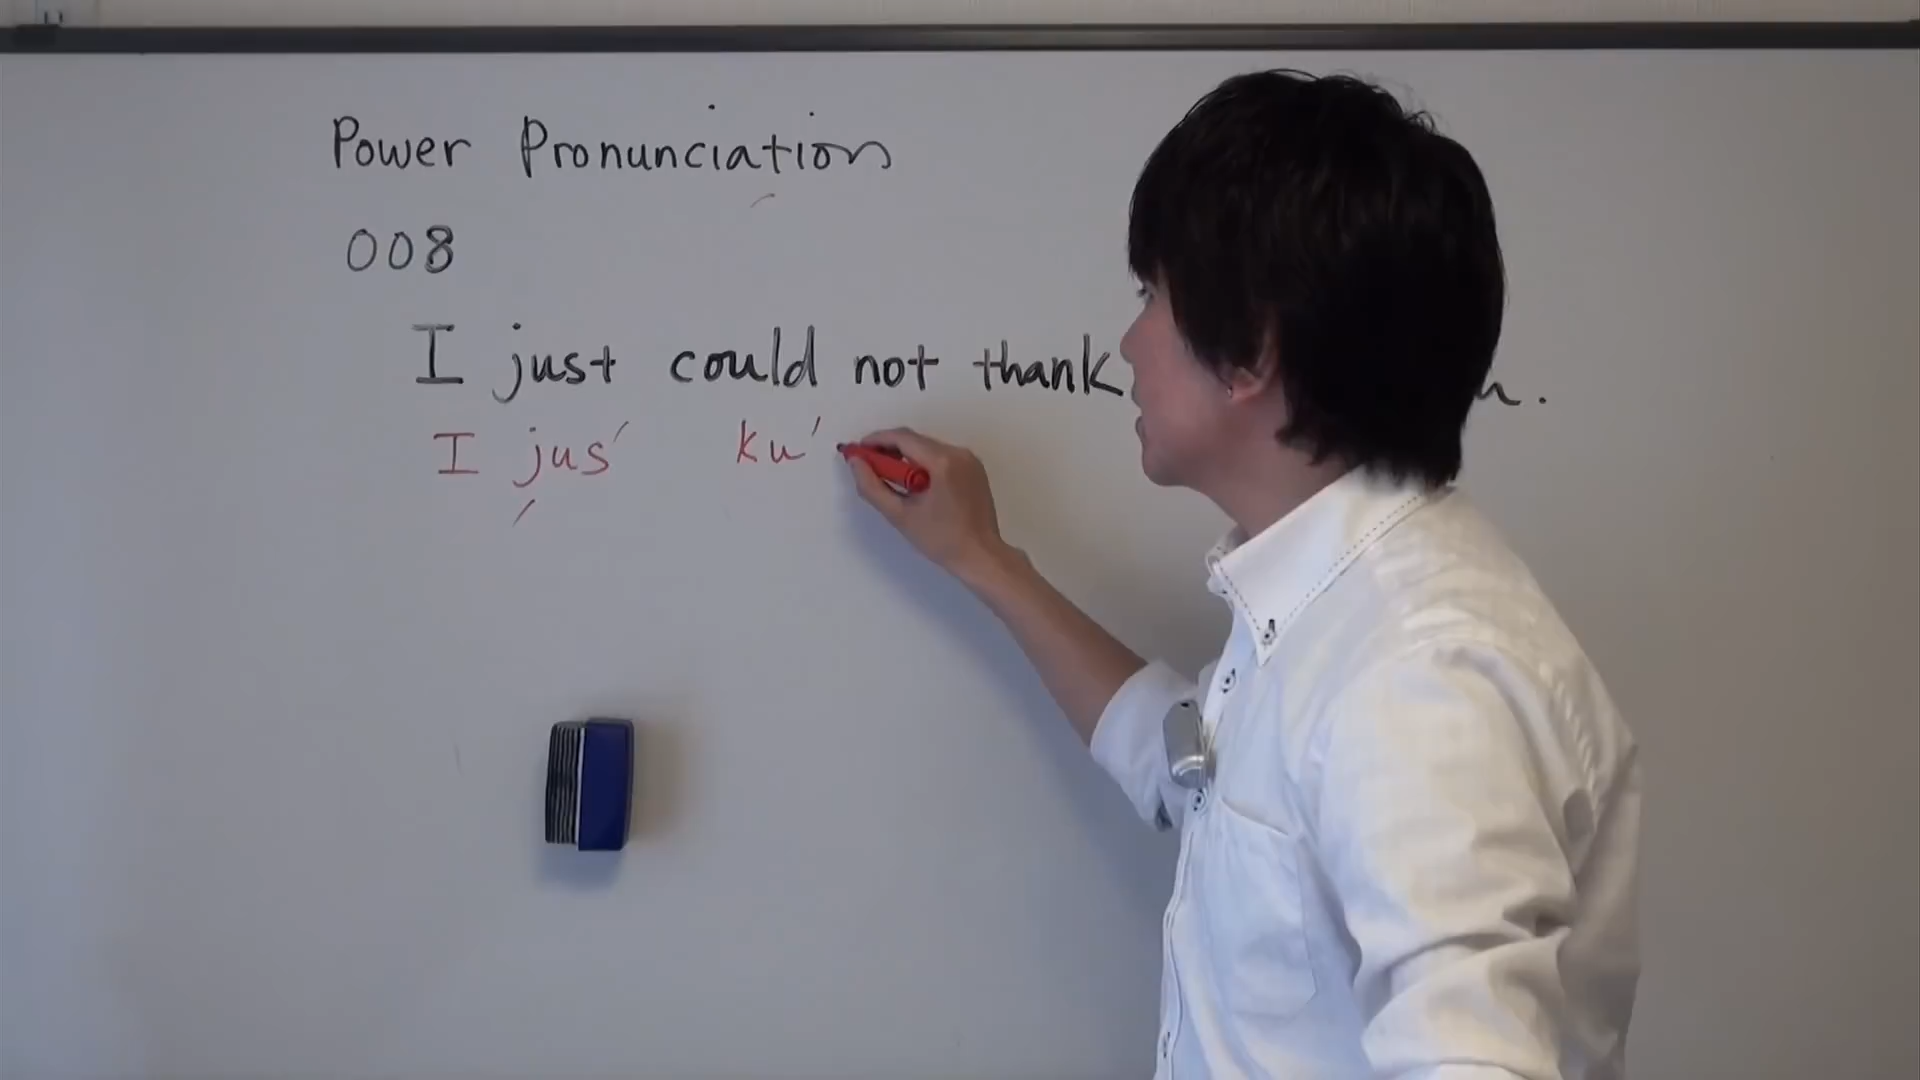 Power Pronunciation
008
I just could not thank
I jus' ku'